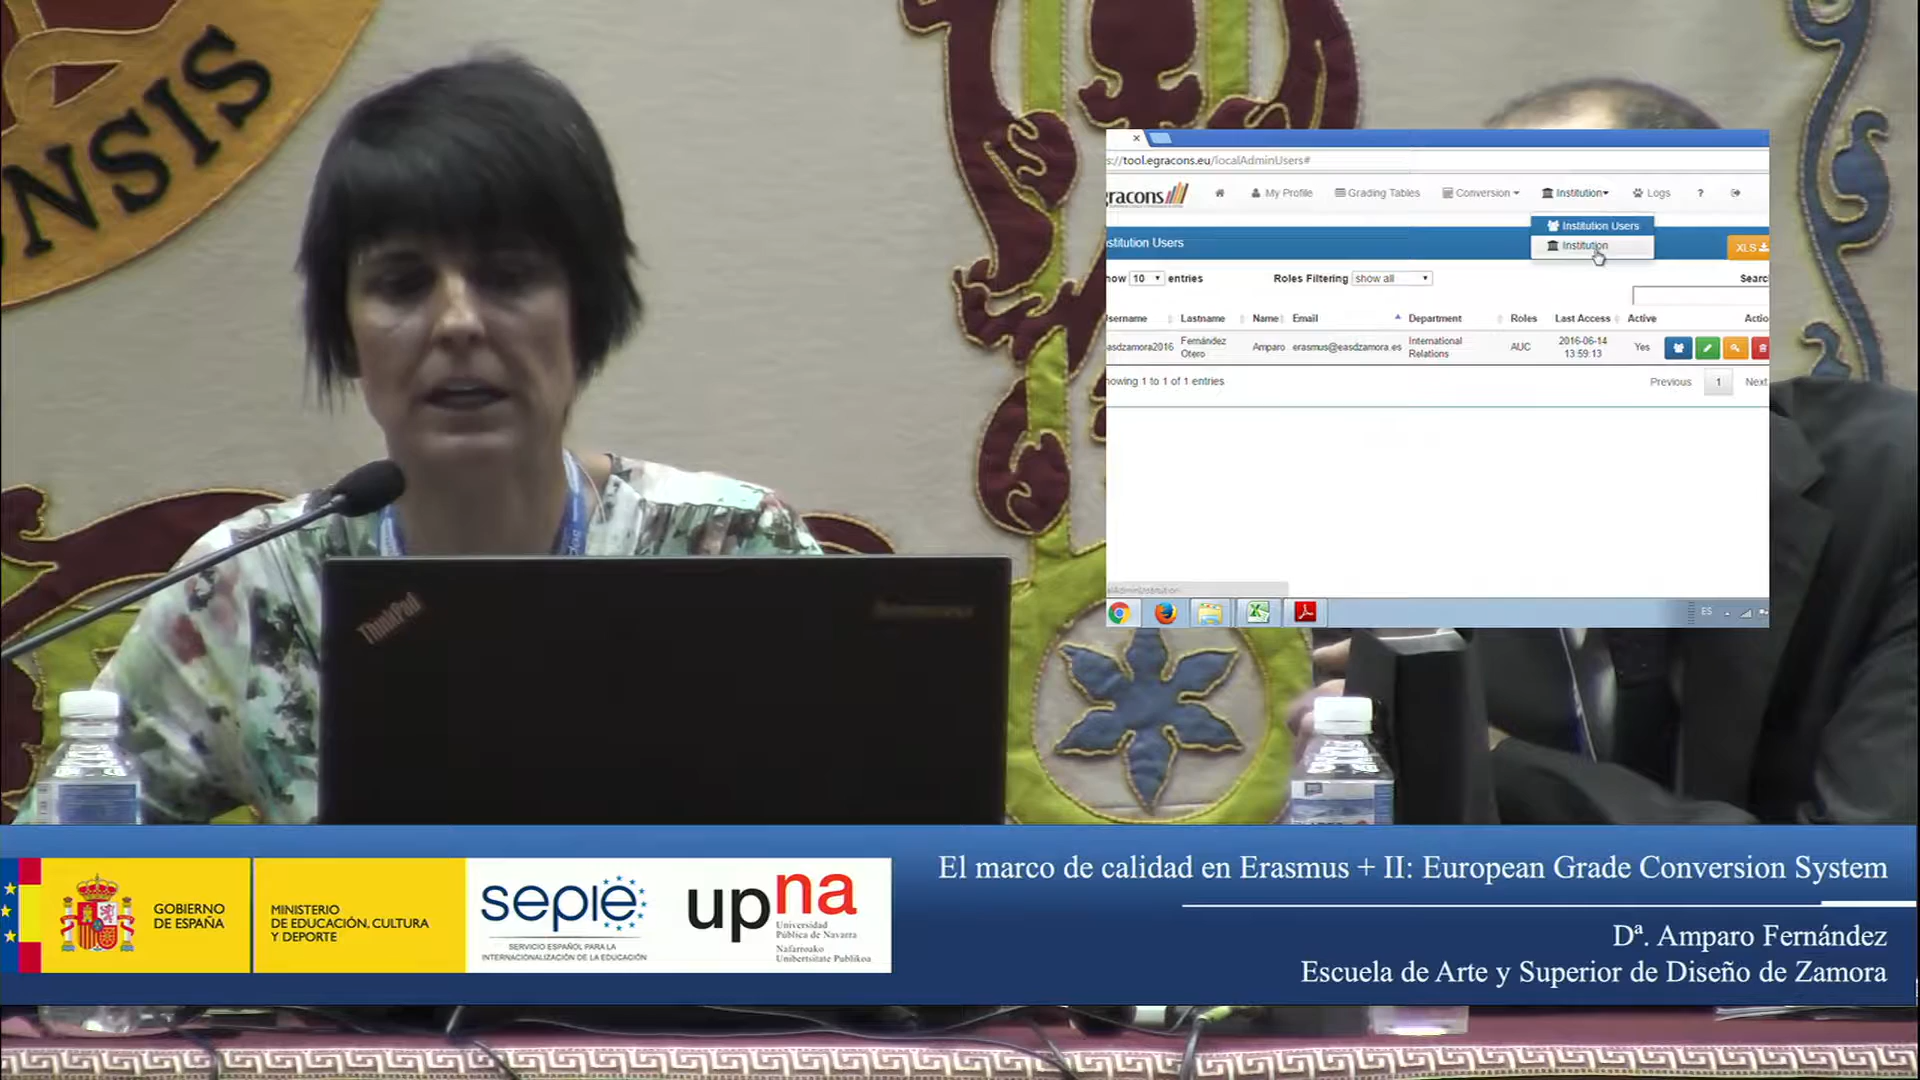 NSIS
s://tool.egracons.eu/localAdminUsers#
gracons
My Profile
Grading Tables
Conversion
Institution
Logs
?
Institution Users
Institution
stitution Users
XLS
how 10 entries
Roles Filtering show all
Search
sername Lastname Name Email Department Roles Last Access Active Actio
easdzamora2016 Fernández Otero Amparo erasmus@easdzamora.es International Relations AUC 2016-06-14 13:59:13 Yes
howing 1 to 1 of 1 entries
Previous 1 Next
ES
ThinkPad
GOBIERNO
DE ESPAÑA
MINISTERIO
DE EDUCACIÓN, CULTURA
Y DEPORTE
sepie
SERVICIO ESPAÑOL PARA LA
INTERNACIONALIZACIÓN DE LA EDUCACIÓN
upna
Universidad
Pública de Navarra
Nafarroako
Unibertsitate Publikoa
El marco de calidad en Erasmus + II: European Grade Conversion System
Dª. Amparo Fernández
Escuela de Arte y Superior de Diseño de Zamora